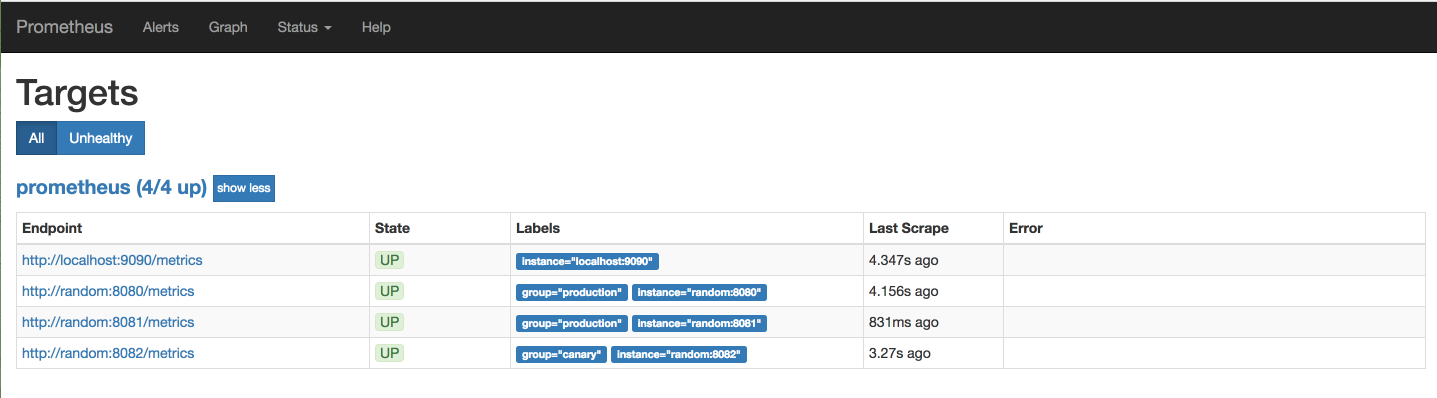 Prometheus Alerts Graph Status Help
Targets
All Unhealthy
prometheus (4/4 up) show less
Endpoint State Labels Last Scrape Error
http://localhost:9090/metrics UP instance="localhost:9090" 4.347s ago
http://random:8080/metrics UP group="production" instance="random:8080" 4.156s ago
http://random:8081/metrics UP group="production" instance="random:8081" 831ms ago
http://random:8082/metrics UP group="canary" instance="random:8082" 3.27s ago